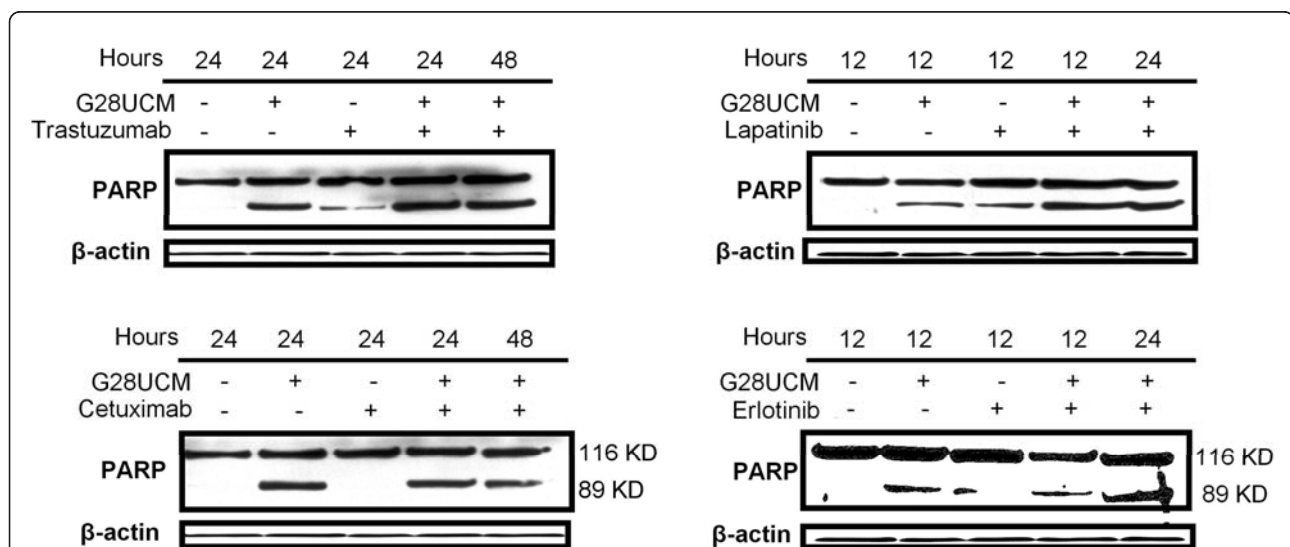 Hours 24 24 24 24 48
G28UCM - + - + +
Trastuzumab - - + + +
PARP
β-actin
Hours 12 12 12 12 24
G28UCM - + - + +
Lapatinib - - + + +
PARP
β-actin
Hours 24 24 24 24 48
G28UCM - + - + +
Cetuximab - - + + +
PARP
116 KD
89 KD
β-actin
Hours 12 12 12 12 24
G28UCM - + - + +
Erlotinib - - + + +
PARP
116 KD
89 KD
β-actin